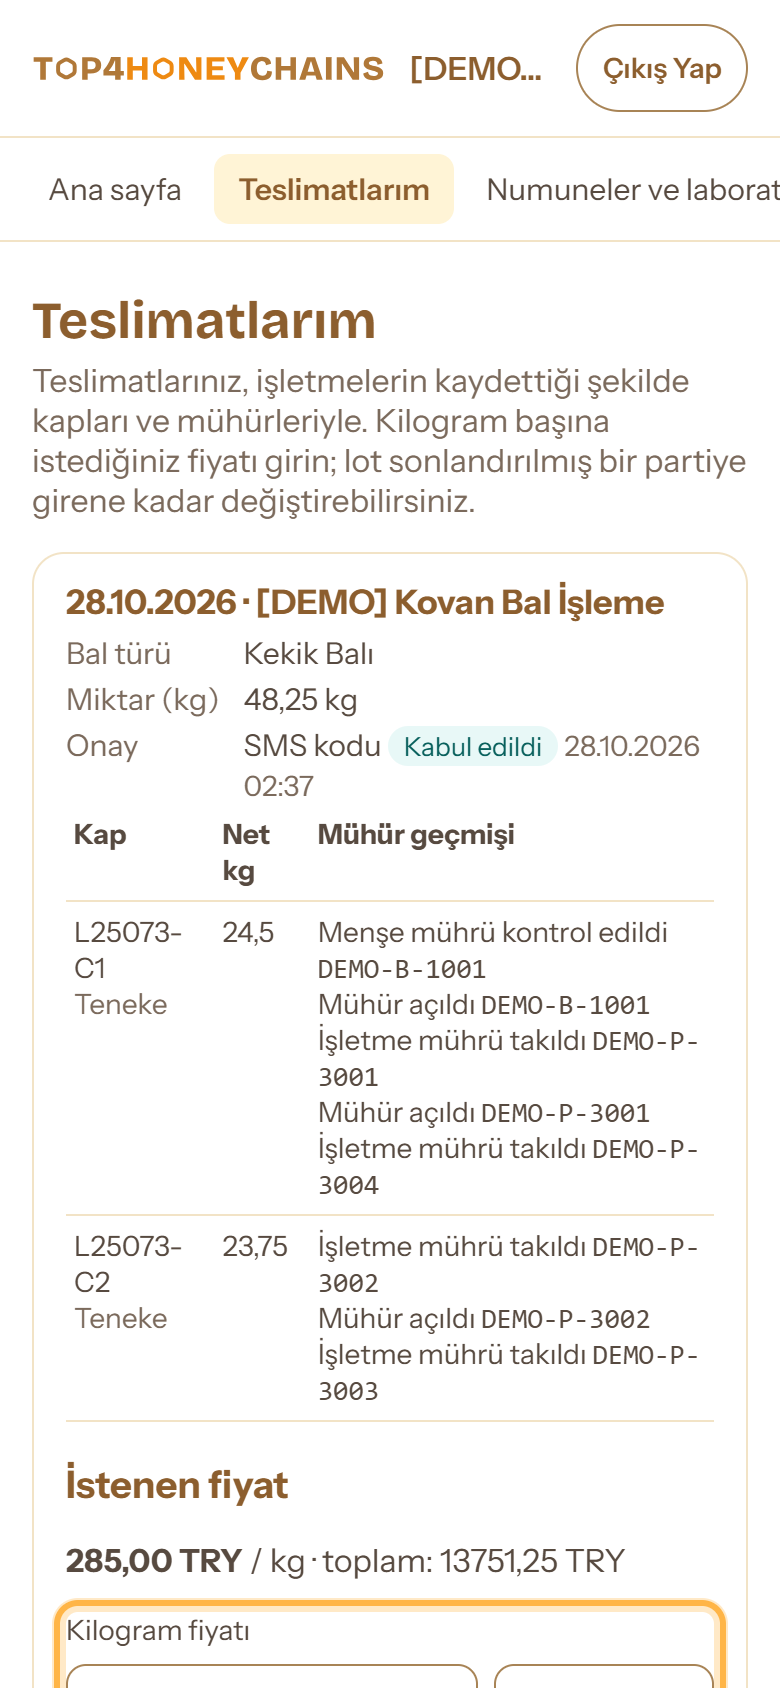 TOP4HONEYCHAINS [DEMO... Çıkış Yap
Ana sayfa Teslimatlarım Numuneler ve laborat
Teslimatlarım
Teslimatlarınız, işletmelerin kaydettiği şekilde
kapları ve mühürleriyle. Kilogram başına
istediğiniz fiyatı girin; lot sonlandırılmış bir partiye
girene kadar değiştirebilirsiniz.
28.10.2026 · [DEMO] Kovan Bal İşleme
Bal türü Kekik Balı
Miktar (kg) 48,25 kg
Onay SMS kodu Kabul edildi 28.10.2026
02:37
Kap Net Mühür geçmişi
kg
L25073- 24,5 Menşe mührü kontrol edildi
C1 DEMO-B-1001
Teneke Mühür açıldı DEMO-B-1001
İşletme mührü takıldı DEMO-P-
3001
Mühür açıldı DEMO-P-3001
İşletme mührü takıldı DEMO-P-
3004
L25073- 23,75 İşletme mührü takıldı DEMO-P-
C2 3002
Teneke Mühür açıldı DEMO-P-3002
İşletme mührü takıldı DEMO-P-
3003
İstenen fiyat
285,00 TRY / kg · toplam: 13751,25 TRY
Kilogram fiyatı